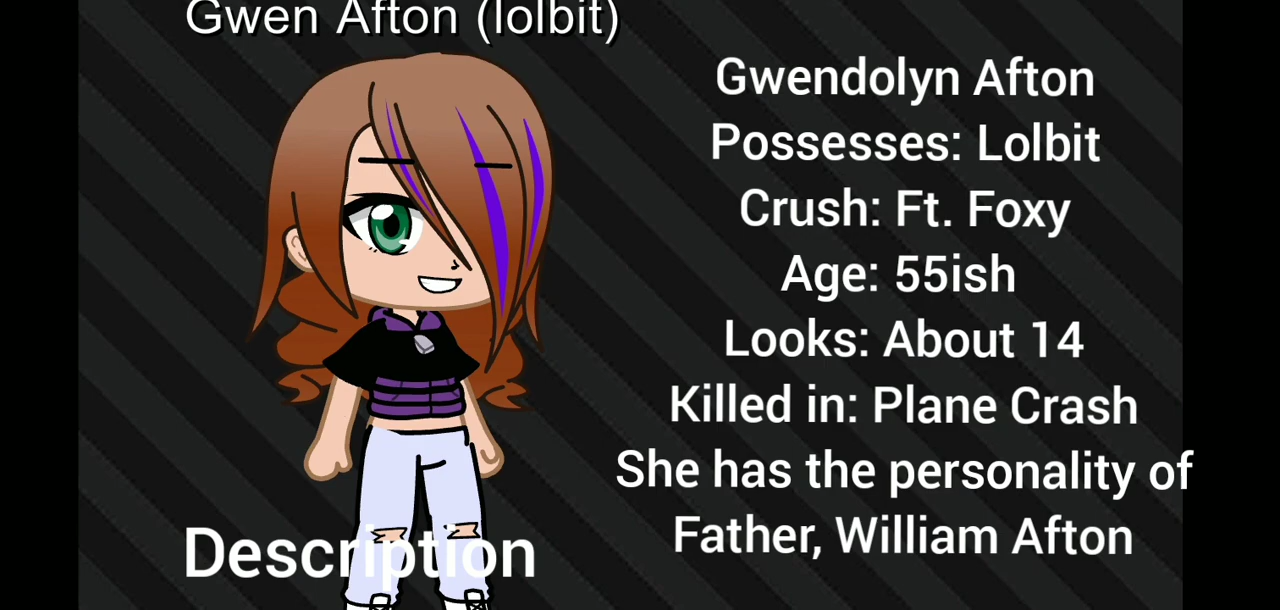 Gwen Afton (lolbit)
Gwendolyn Afton
Possesses: Lolbit
Crush: Ft. Foxy
Age: 55ish
Looks: About 14
Killed in: Plane Crash
She has the personality of
Father, William Afton
Description